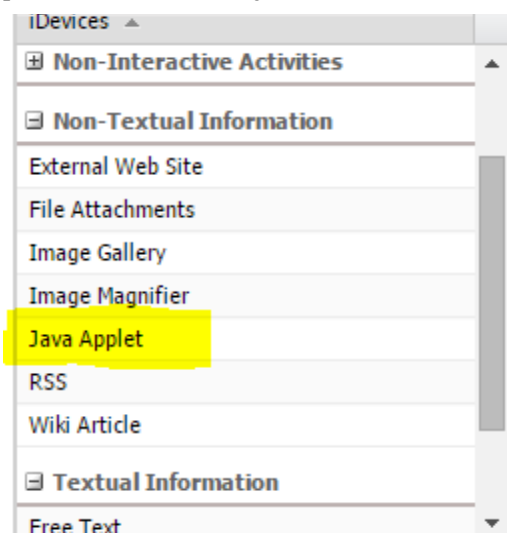 iDevices
Non-Interactive Activities
Non-Textual Information
External Web Site
File Attachments
Image Gallery
Image Magnifier
Java Applet
RSS
Wiki Article
Textual Information
Free Text